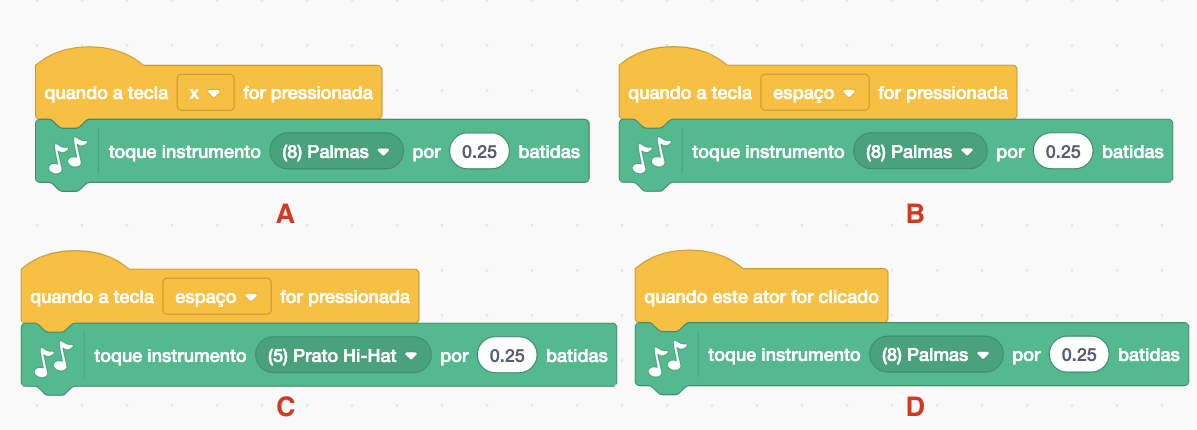 quando a tecla x for pressionada
toque instrumento (8) Palmas por 0.25 batidas
A
quando a tecla espaço for pressionada
toque instrumento (8) Palmas por 0.25 batidas
B
quando a tecla espaço for pressionada
toque instrumento (5) Prato Hi-Hat por 0.25 batidas
C
quando este ator for clicado
toque instrumento (8) Palmas por 0.25 batidas
D